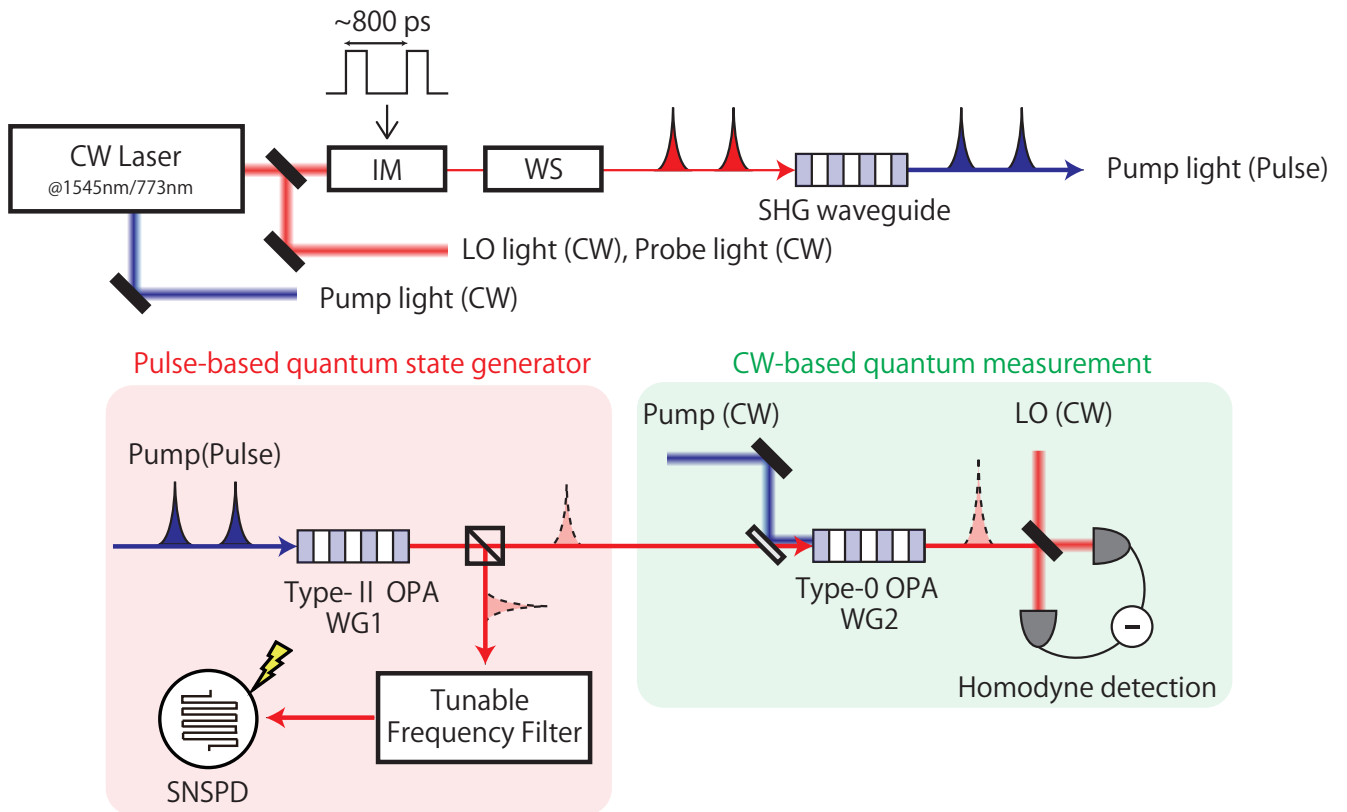 ~800 ps
CW Laser
@1545nm/773nm
IM
WS
SHG waveguide
Pump light (Pulse)
LO light (CW), Probe light (CW)
Pump light (CW)
Pulse-based quantum state generator
CW-based quantum measurement
Pump (CW)
LO (CW)
Pump(Pulse)
Type- II OPA
WG1
Type-0 OPA
WG2
−
Homodyne detection
Tunable
Frequency Filter
SNSPD